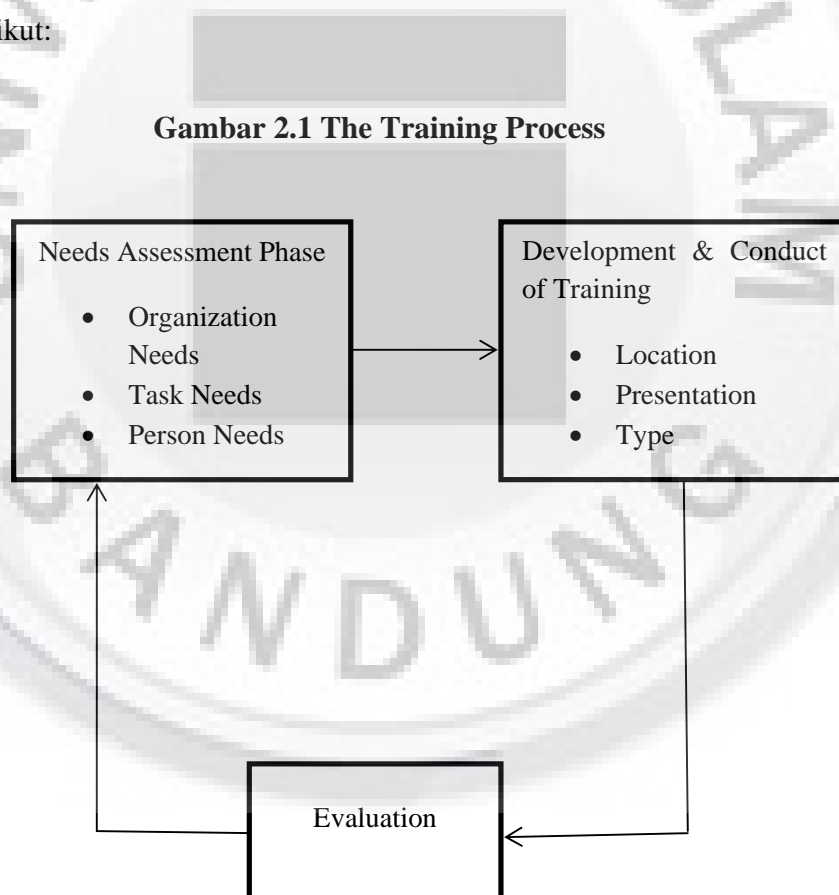 ikut:
Gambar 2.1 The Training Process
Needs Assessment Phase
• Organization
Needs
• Task Needs
• Person Needs
Development & Conduct
of Training
• Location
• Presentation
• Type
Evaluation
BANDUNG